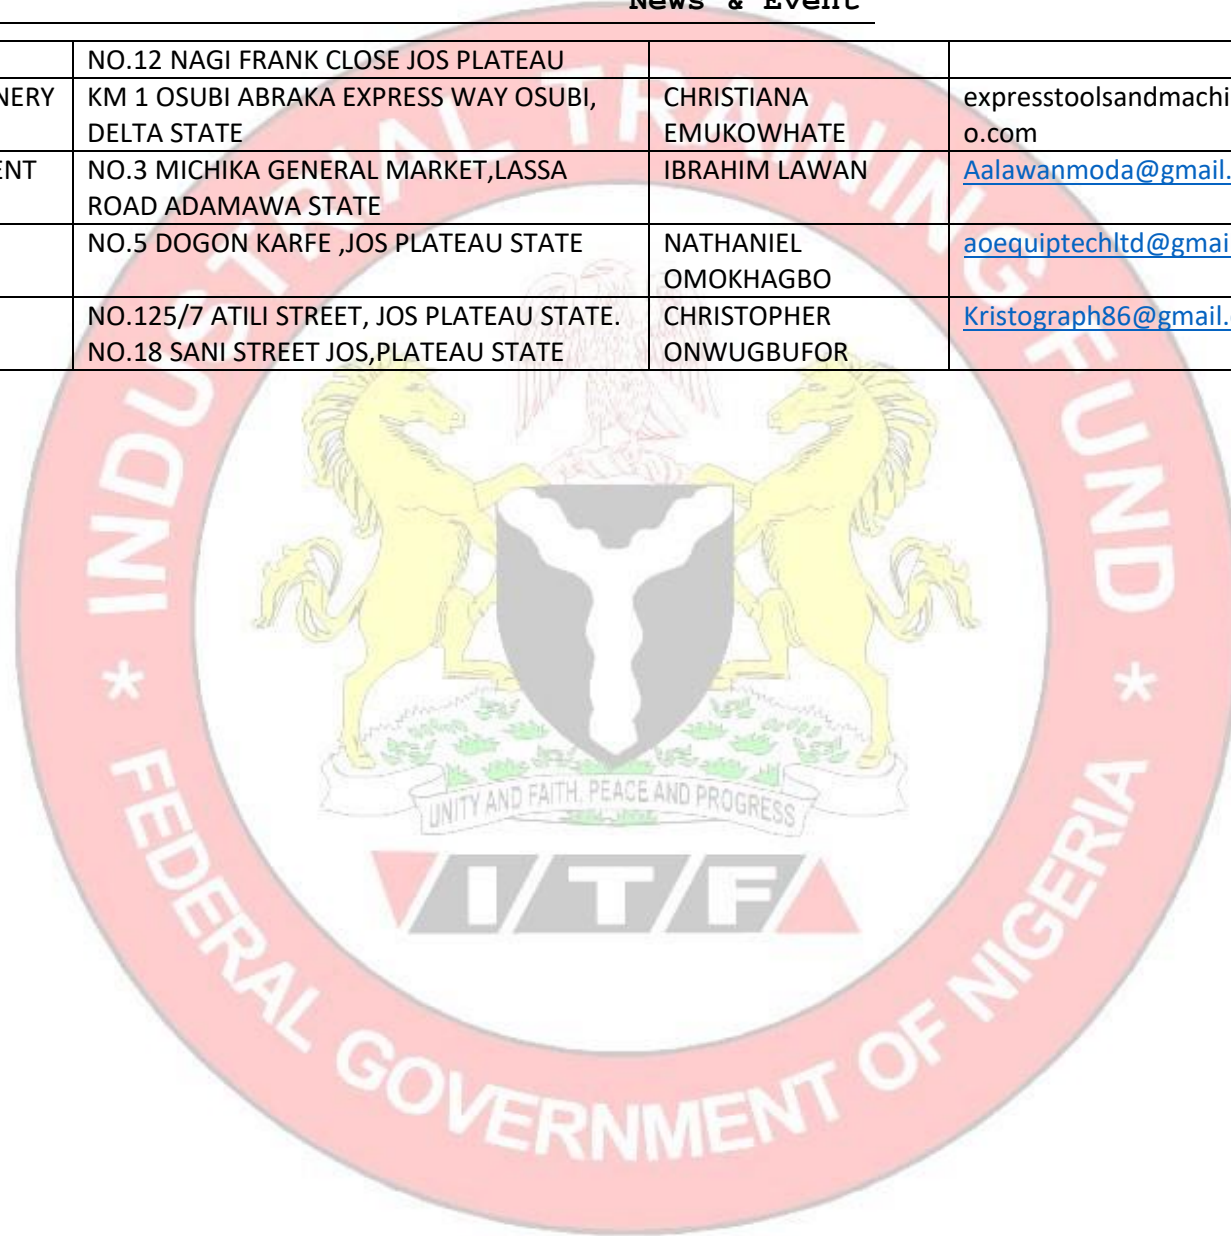 News & Event
NO.12 NAGI FRANK CLOSE JOS PLATEAU
NERY
KM 1 OSUBI ABRAKA EXPRESS WAY OSUBI,
DELTA STATE
CHRISTIANA
EMUKOWHATE
expresstoolsandmachi
o.com
ENT
NO.3 MICHIKA GENERAL MARKET,LASSA
ROAD ADAMAWA STATE
IBRAHIM LAWAN
Aalawanmoda@gmail.
NO.5 DOGON KARFE ,JOS PLATEAU STATE
NATHANIEL
OMOKHAGBO
aoequiptechltd@gmai
NO.125/7 ATILI STREET, JOS PLATEAU STATE.
NO.18 SANI STREET JOS,PLATEAU STATE
CHRISTOPHER
ONWUGBUFOR
Kristograph86@gmail.
INDUSTRIAL TRAINING FUND
UNITY AND FAITH, PEACE AND PROGRESS
ITF
* FEDERAL GOVERNMENT OF NIGERIA *